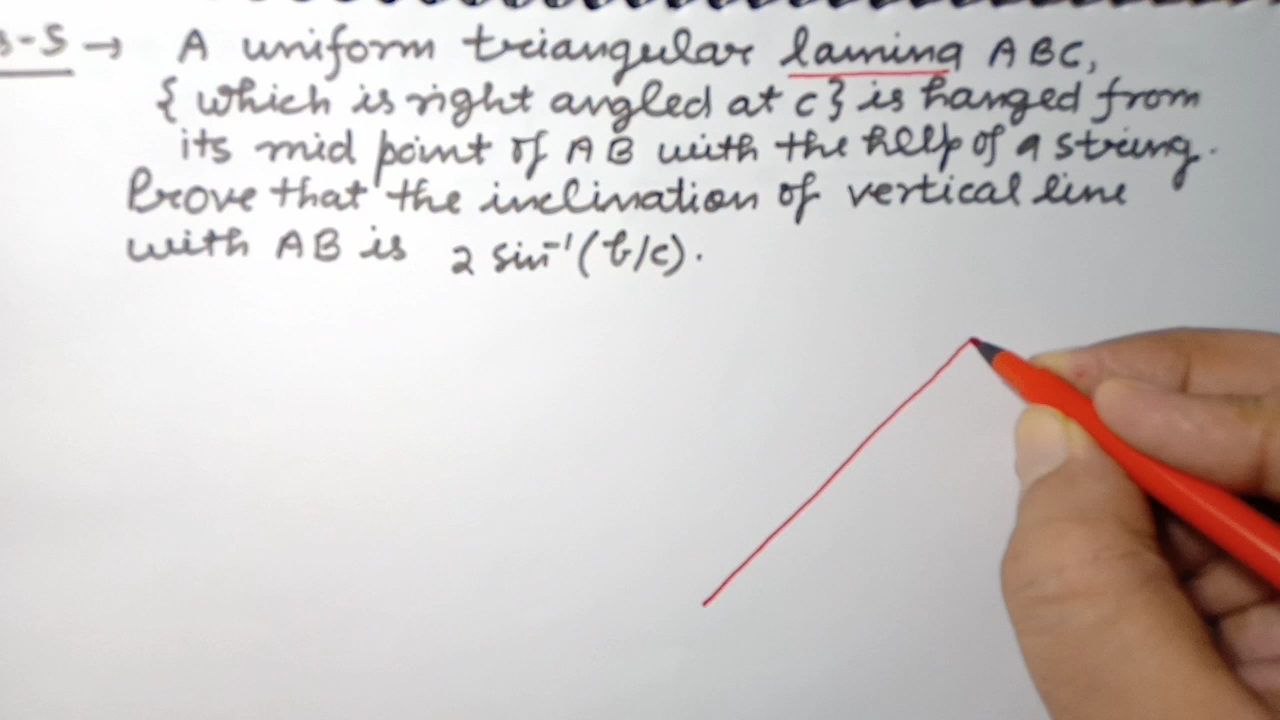 -5 → A uniform triangular lamina ABC,
{ which is right angled at c } is hanged from
its mid point of AB with the help of a string.
Prove that the inclination of vertical line
with AB is 2 sin⁻¹(b/c).